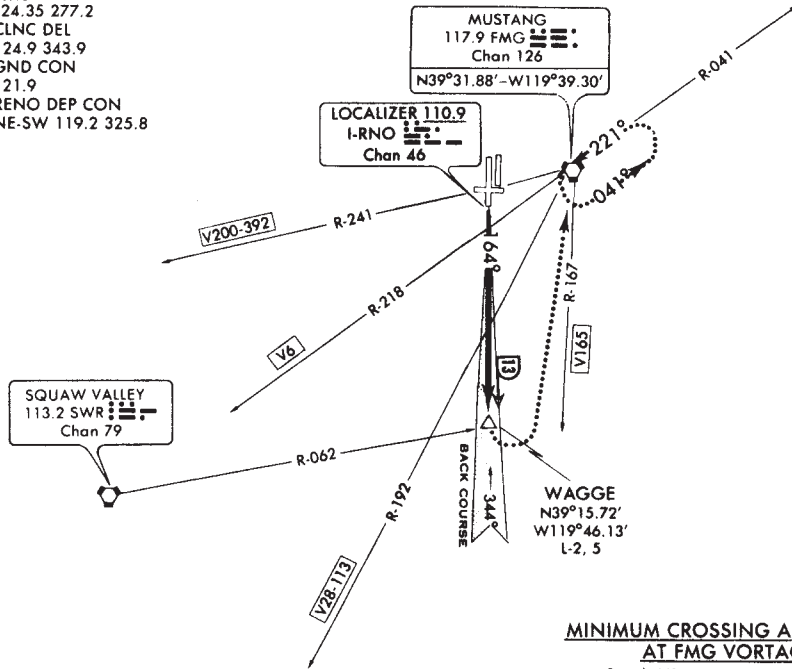 24.35 277.2
CLNC DEL
24.9 343.9
GND CON
21.9
RENO DEP CON
NE-SW 119.2 325.8
MUSTANG
117.9 FMG
Chan 126
N39°31.88'-W119°39.30'
R-041
LOCALIZER 110.9
I-RNO
Chan 46
221°
041°
V200-392
R-241
164°
R-218
R-167
V6
13
V165
SQUAW VALLEY
113.2 SWR
Chan 79
R-062
BACK COURSE
344°
R-192
WAGGE
N39°15.72'
W119°46.13'
L-2, 5
V28-113
MINIMUM CROSSING A
AT FMG VORTAC